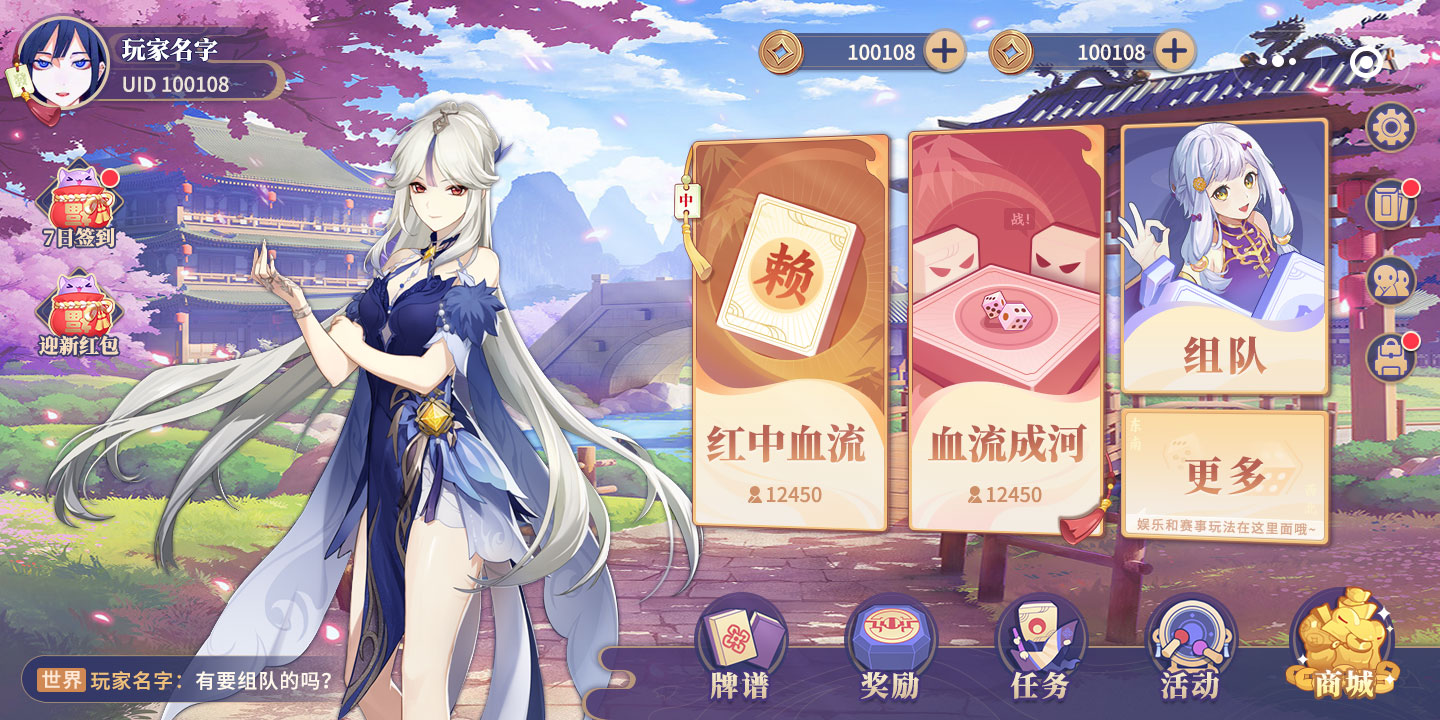 玩家名字
UID 100108
100108
100108
7日签到
迎新红包
中
赖
红中血流
12450
战!
血流成河
12450
组队
东
南
更多
娱乐和赛事玩法在这里面哦~
世界 玩家名字：有要组队的吗？
牌谱
奖励
任务
活动
商城